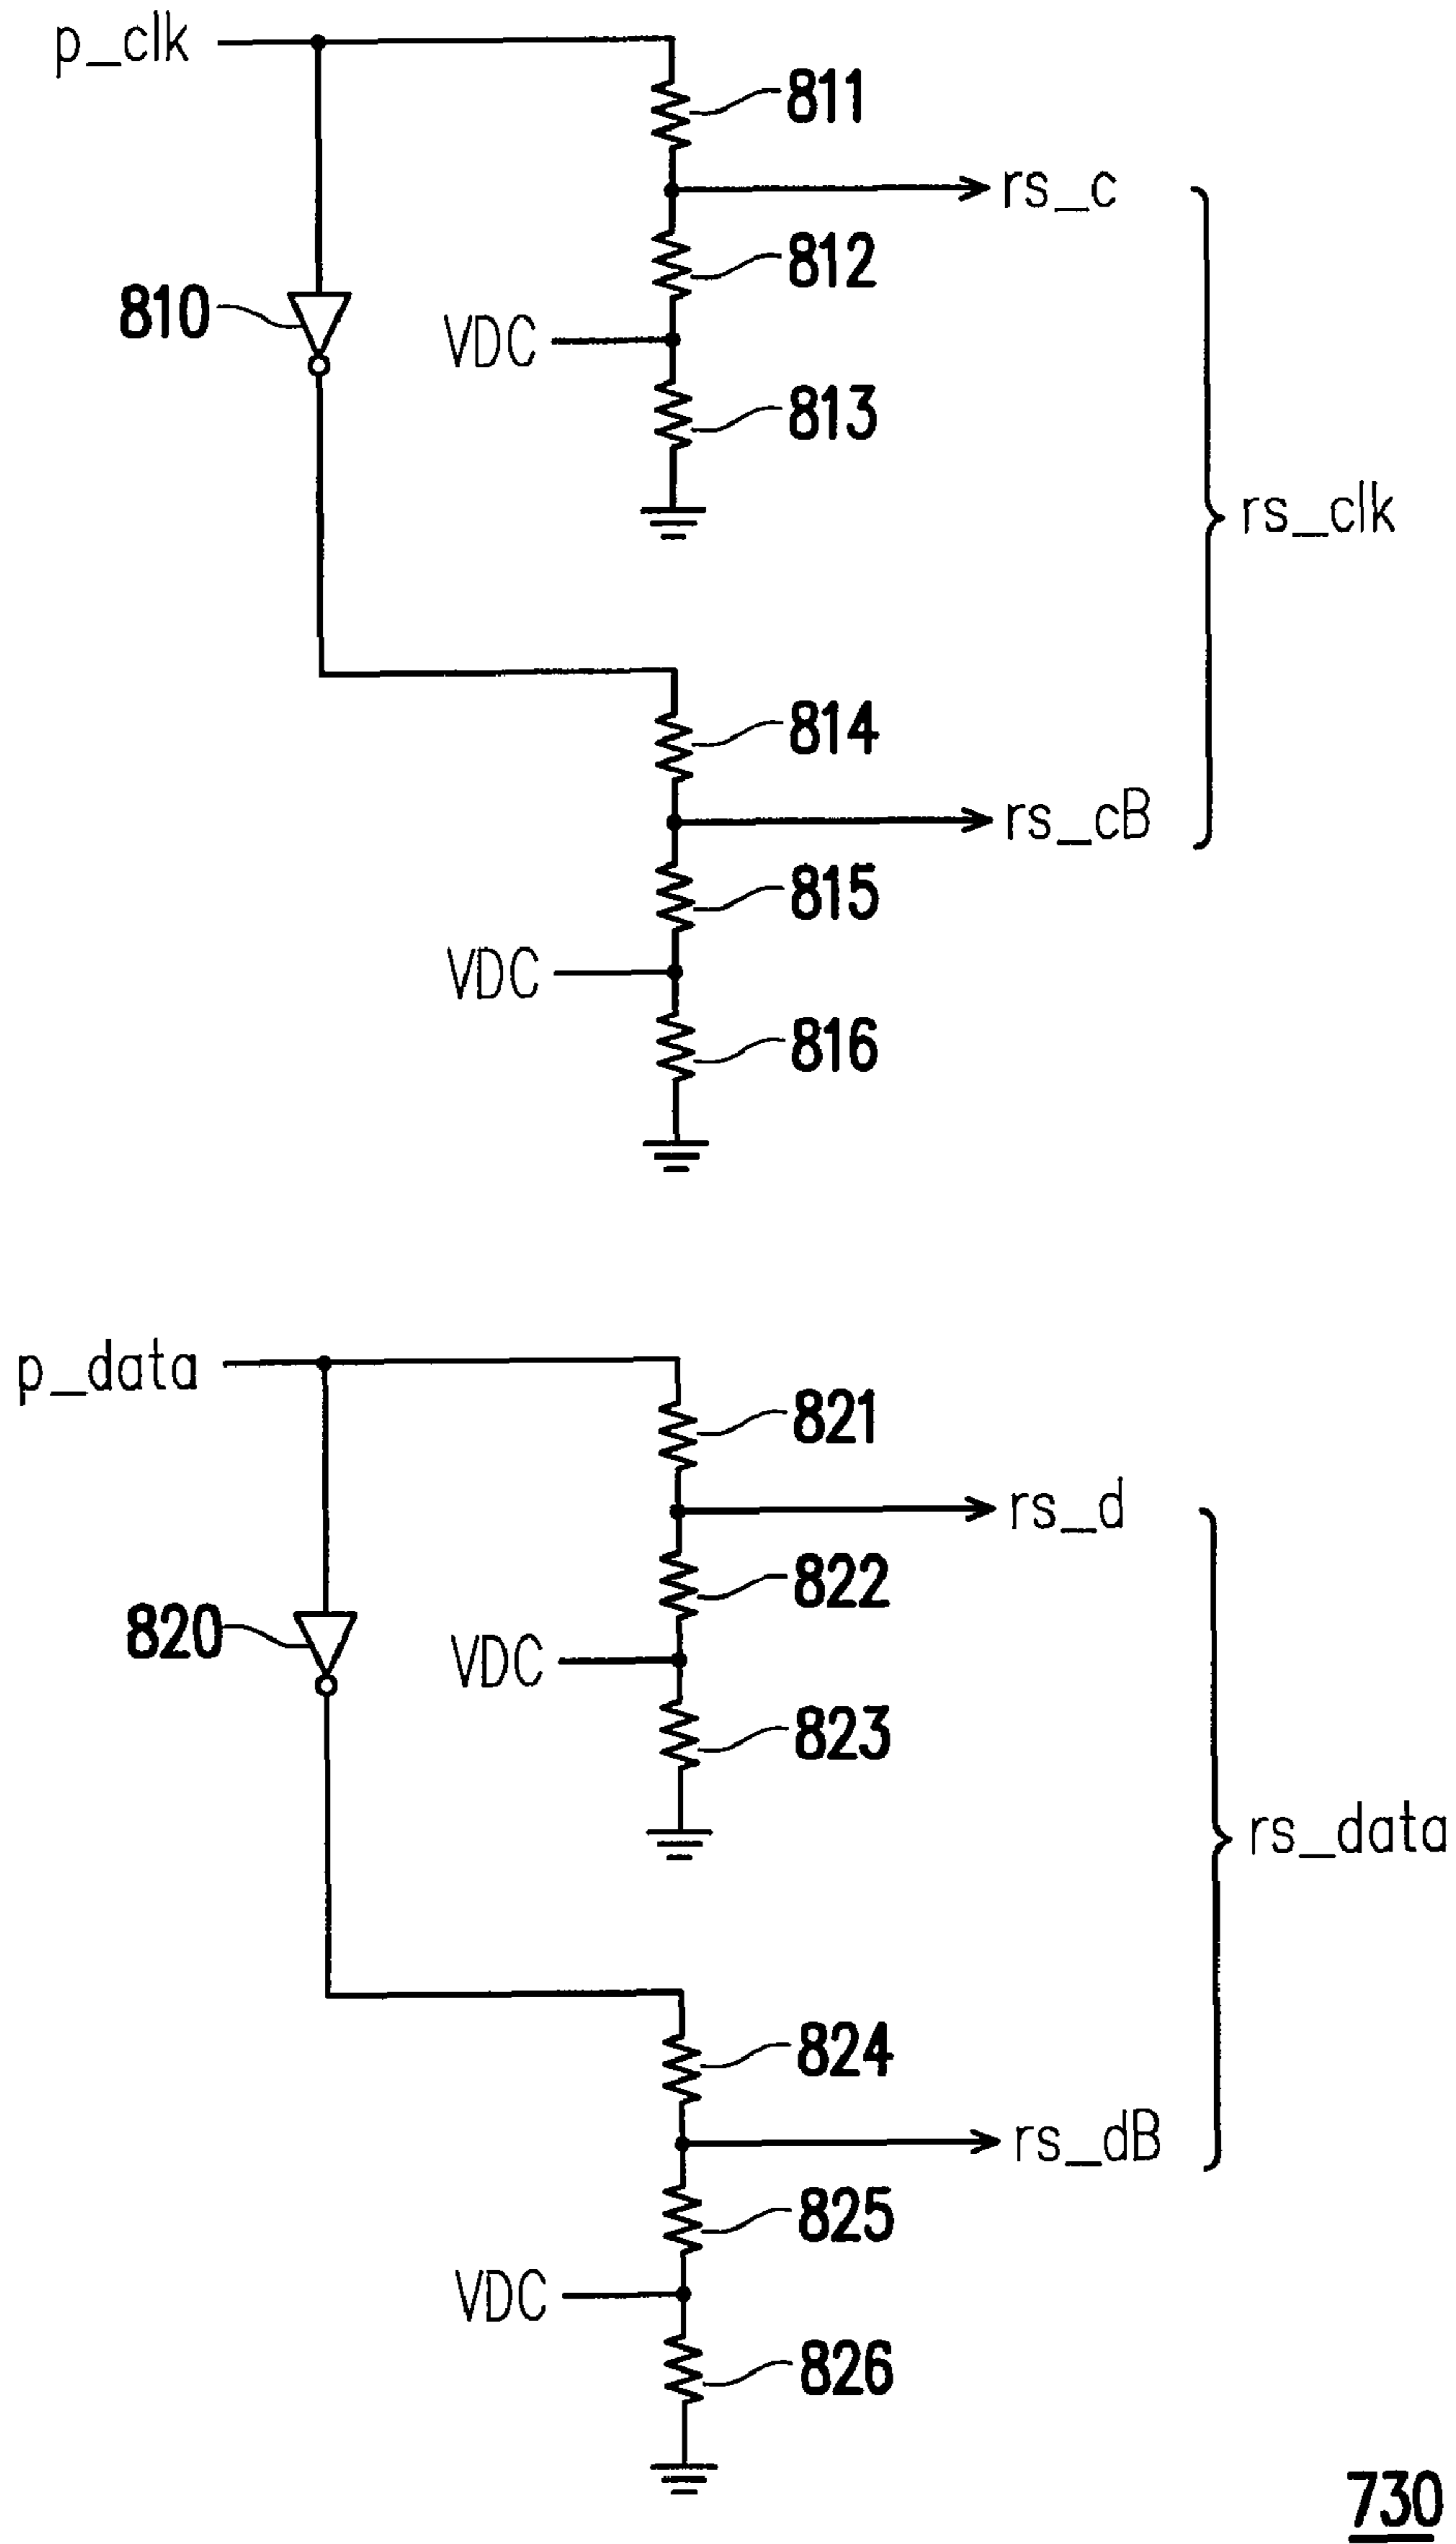 p_clk
811
rs_c
812
810
VDC
813
rs_clk
814
rs_cB
815
VDC
816
p_data
821
rs_d
822
820
VDC
823
rs_data
824
rs_dB
825
VDC
826
730